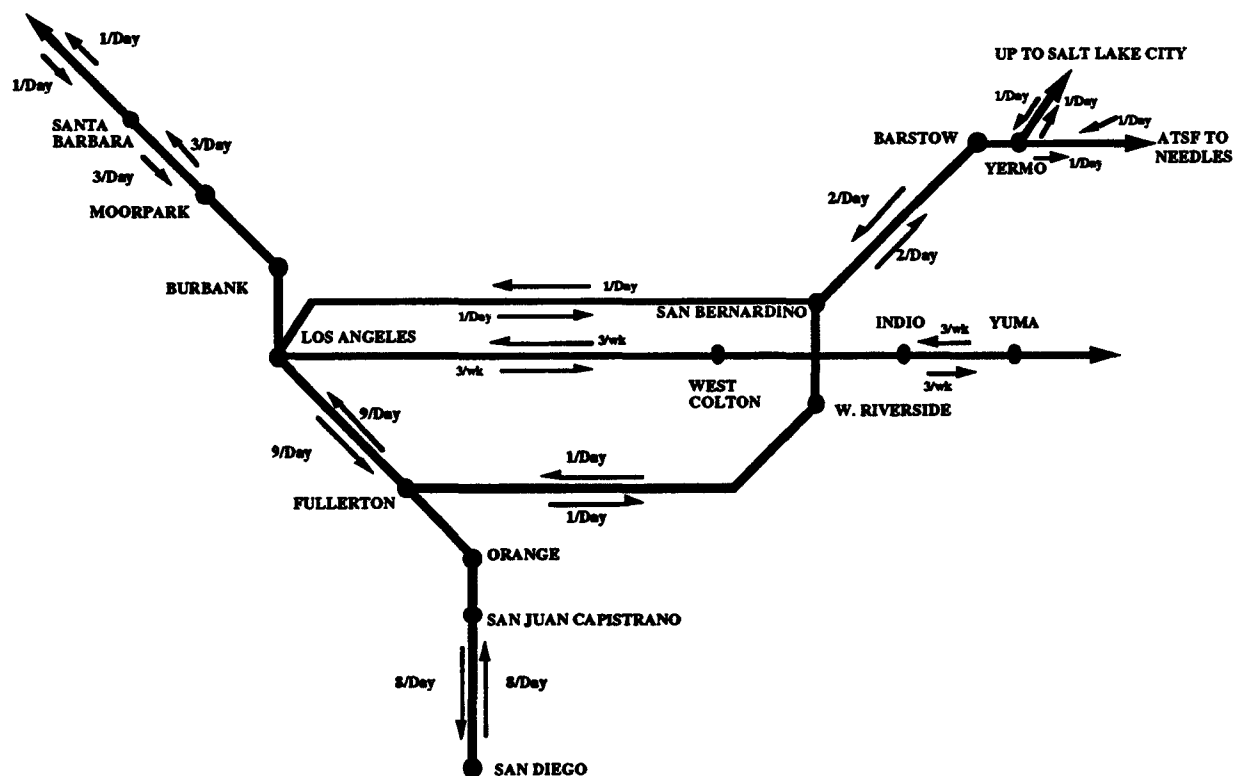 1/Day
1/Day
UP TO SALT LAKE CITY
1/Day
1/Day
1/Day
SANTA
BARBARA
3/Day
BARSTOW
ATSF TO
NEEDLES
YERMO
1/Day
3/Day
MOORPARK
2/Day
2/Day
BURBANK
1/Day
1/Day
SAN BERNARDINO
INDIO
YUMA
LOS ANGELES
3/wk
3/wk
3/wk
3/wk
WEST
COLTON
W. RIVERSIDE
9/Day
9/Day
1/Day
FULLERTON
1/Day
ORANGE
SAN JUAN CAPISTRANO
8/Day
8/Day
SAN DIEGO